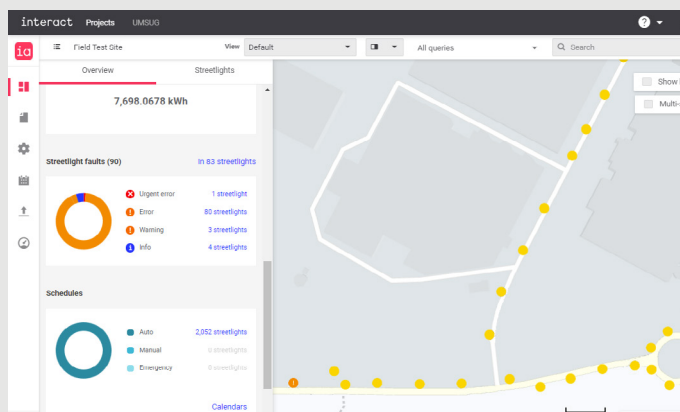 interact Projects UMSUG ?
ia Field Test Site View Default All queries Search
Overview Streetlights
Show
7,698.0678 kWh
Multi-
Streetlight faults (90) In 83 streetlights
Urgent error 1 streetlight
Error 80 streetlights
Warning 3 streetlights
Info 4 streetlights
Schedules
Auto 2,052 streetlights
Manual 0 streetlights
Emergency 0 streetlights
Calendars